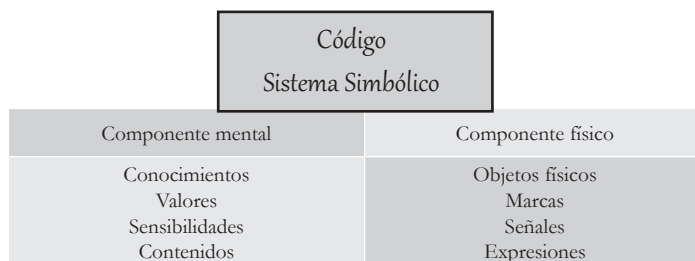 Código
Sistema Simbólico
Componente mental
Componente físico
Conocimientos
Valores
Sensibilidades
Contenidos
Objetos físicos
Marcas
Señales
Expresiones